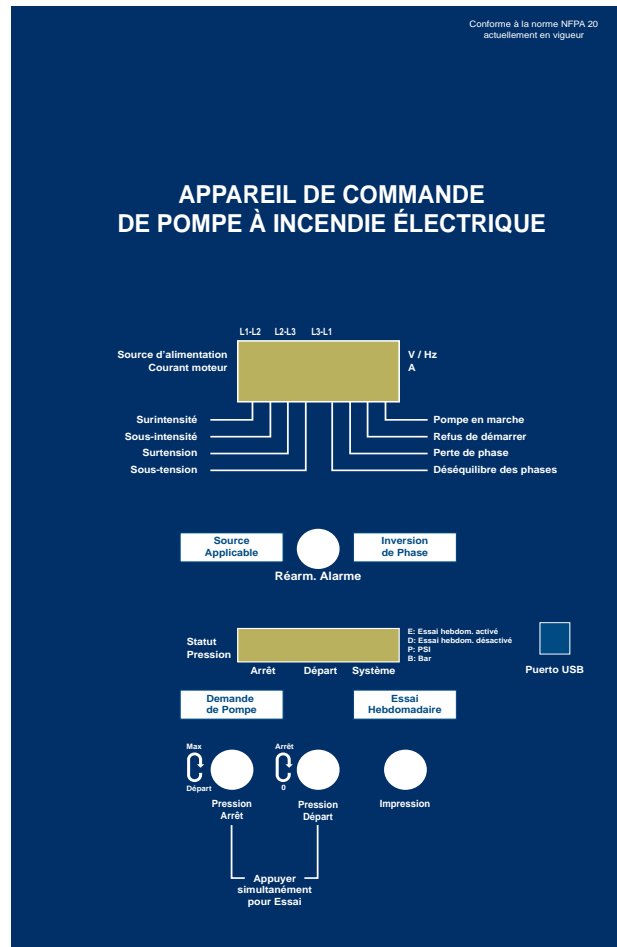 Conforme à la norme NFPA 20
actuellement en vigueur
APPAREIL DE COMMANDE
DE POMPE À INCENDIE ÉLECTRIQUE
L1-L2 L2-L3 L3-L1
Source d'alimentation
Courant moteur
V / Hz
A
Surintensité
Sous-intensité
Surtension
Sous-tension
Pompe en marche
Refus de démarrer
Perte de phase
Déséquilibre des phases
Source
Applicable
Inversion
de Phase
Réarm. Alarme
Statut
Pression
E: Essai hebdom. activé
D: Essai hebdom. désactivé
P: PSI
B: Bar
Arrêt Départ Système
Puerto USB
Demande
de Pompe
Essai
Hebdomadaire
Max
Départ
Arrêt
0
Pression
Arrêt
Pression
Départ
Impression
Appuyer
simultanément
pour Essai